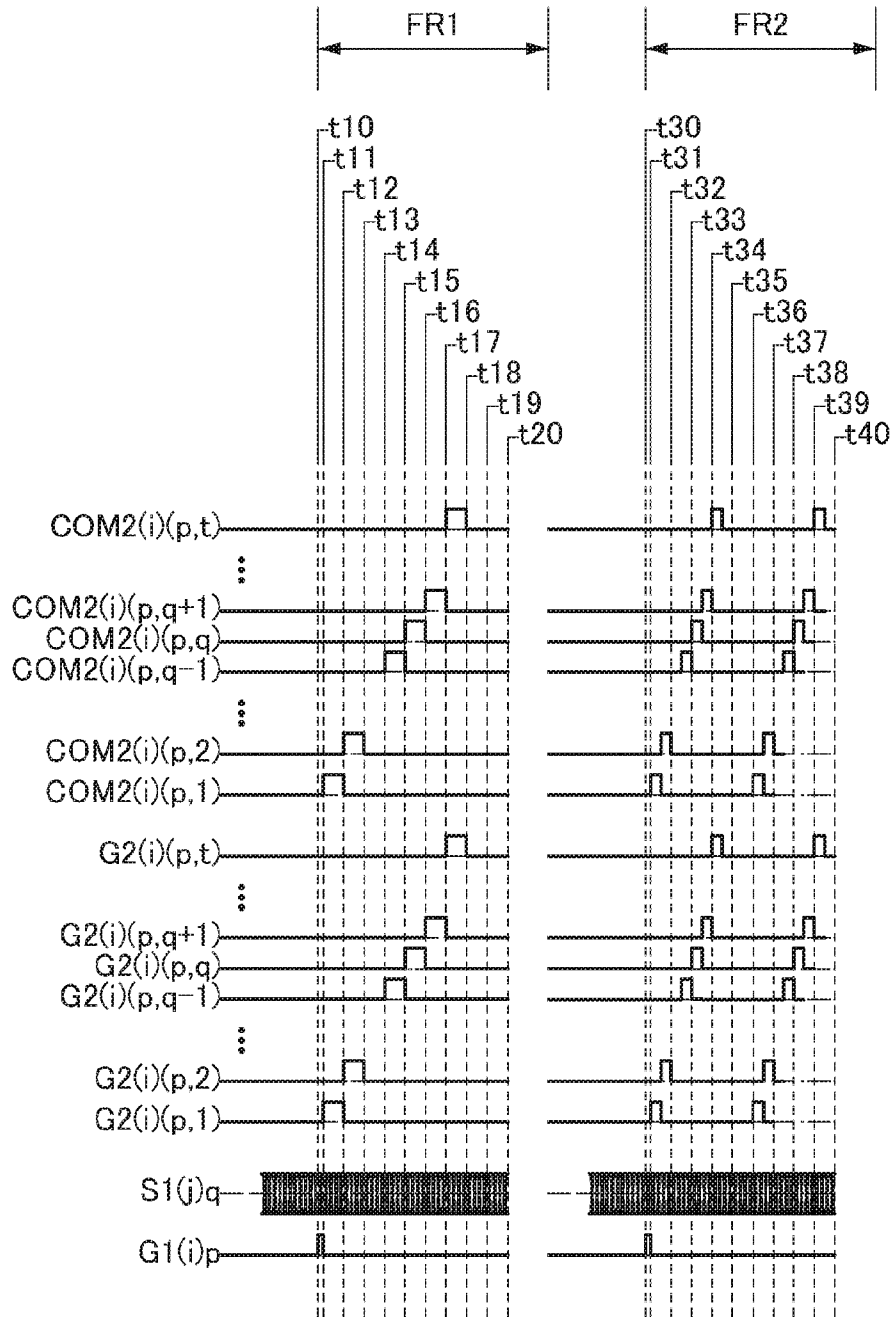 FR1
FR2
t10
t11
t12
t13
t14
t15
t16
t17
t18
t19
t20
t30
t31
t32
t33
t34
t35
t36
t37
t38
t39
t40
COM2(i)(p,t)
COM2(i)(p,q+1)
COM2(i)(p,q)
COM2(i)(p,q-1)
COM2(i)(p,2)
COM2(i)(p,1)
G2(i)(p,t)
G2(i)(p,q+1)
G2(i)(p,q)
G2(i)(p,q-1)
G2(i)(p,2)
G2(i)(p,1)
S1(j)q
G1(i)p